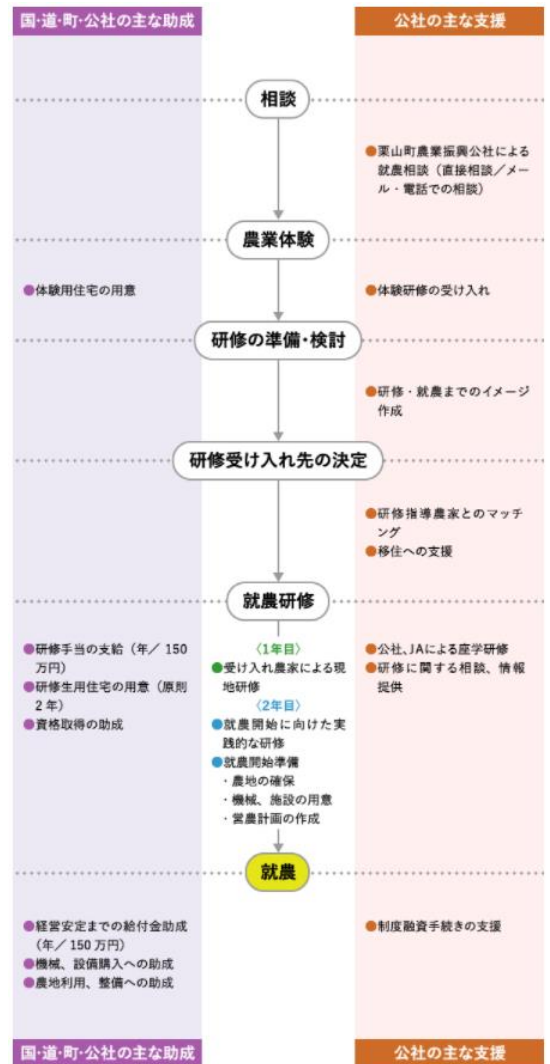 国・道・町・公社の主な助成
公社の主な支援
相談
●栗山町農業振興公社による
就農相談（直接相談／メー
ル・電話での相談）
農業体験
●体験用住宅の用意
●体験研修の受け入れ
研修の準備・検討
●研修・就農までのイメージ
作成
研修受け入れ先の決定
●研修指導農家とのマッチ
ング
●移住への支援
就農研修
●研修手当の支給（年／150
万円）
●研修生用住宅の用意（原則
2年）
●資格取得の助成
〈1年目〉
●受け入れ農家による現
地研修
〈2年目〉
●就農開始に向けた実
践的な研修
●就農開始準備
・農地の確保
・機械、施設の用意
・営農計画の作成
●公社、JAによる座学研修
●研修に関する相談、情報
提供
就農
●経営安定までの給付金助成
（年／150万円）
●機械、設備購入への助成
●農地利用、整備への助成
●制度融資手続きの支援
国・道・町・公社の主な助成
公社の主な支援